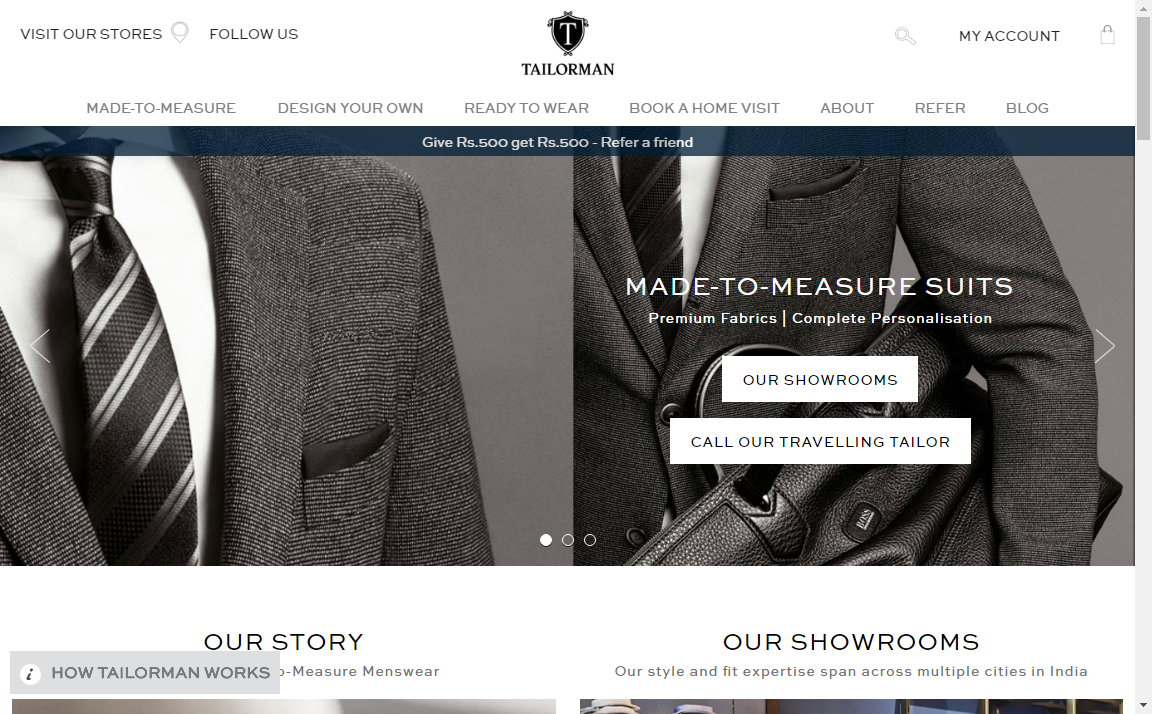 VISIT OUR STORES
FOLLOW US
T
TAILORMAN
MY ACCOUNT
MADE-TO-MEASURE
DESIGN YOUR OWN
READY TO WEAR
BOOK A HOME VISIT
ABOUT
REFER
BLOG
Give Rs.500 get Rs.500 - Refer a friend
MADE-TO-MEASURE SUITS
Premium Fabrics | Complete Personalisation
OUR SHOWROOMS
CALL OUR TRAVELLING TAILOR
BOSS
OUR STORY
o-Measure Menswear
i HOW TAILORMAN WORKS
OUR SHOWROOMS
Our style and fit expertise span across multiple cities in India